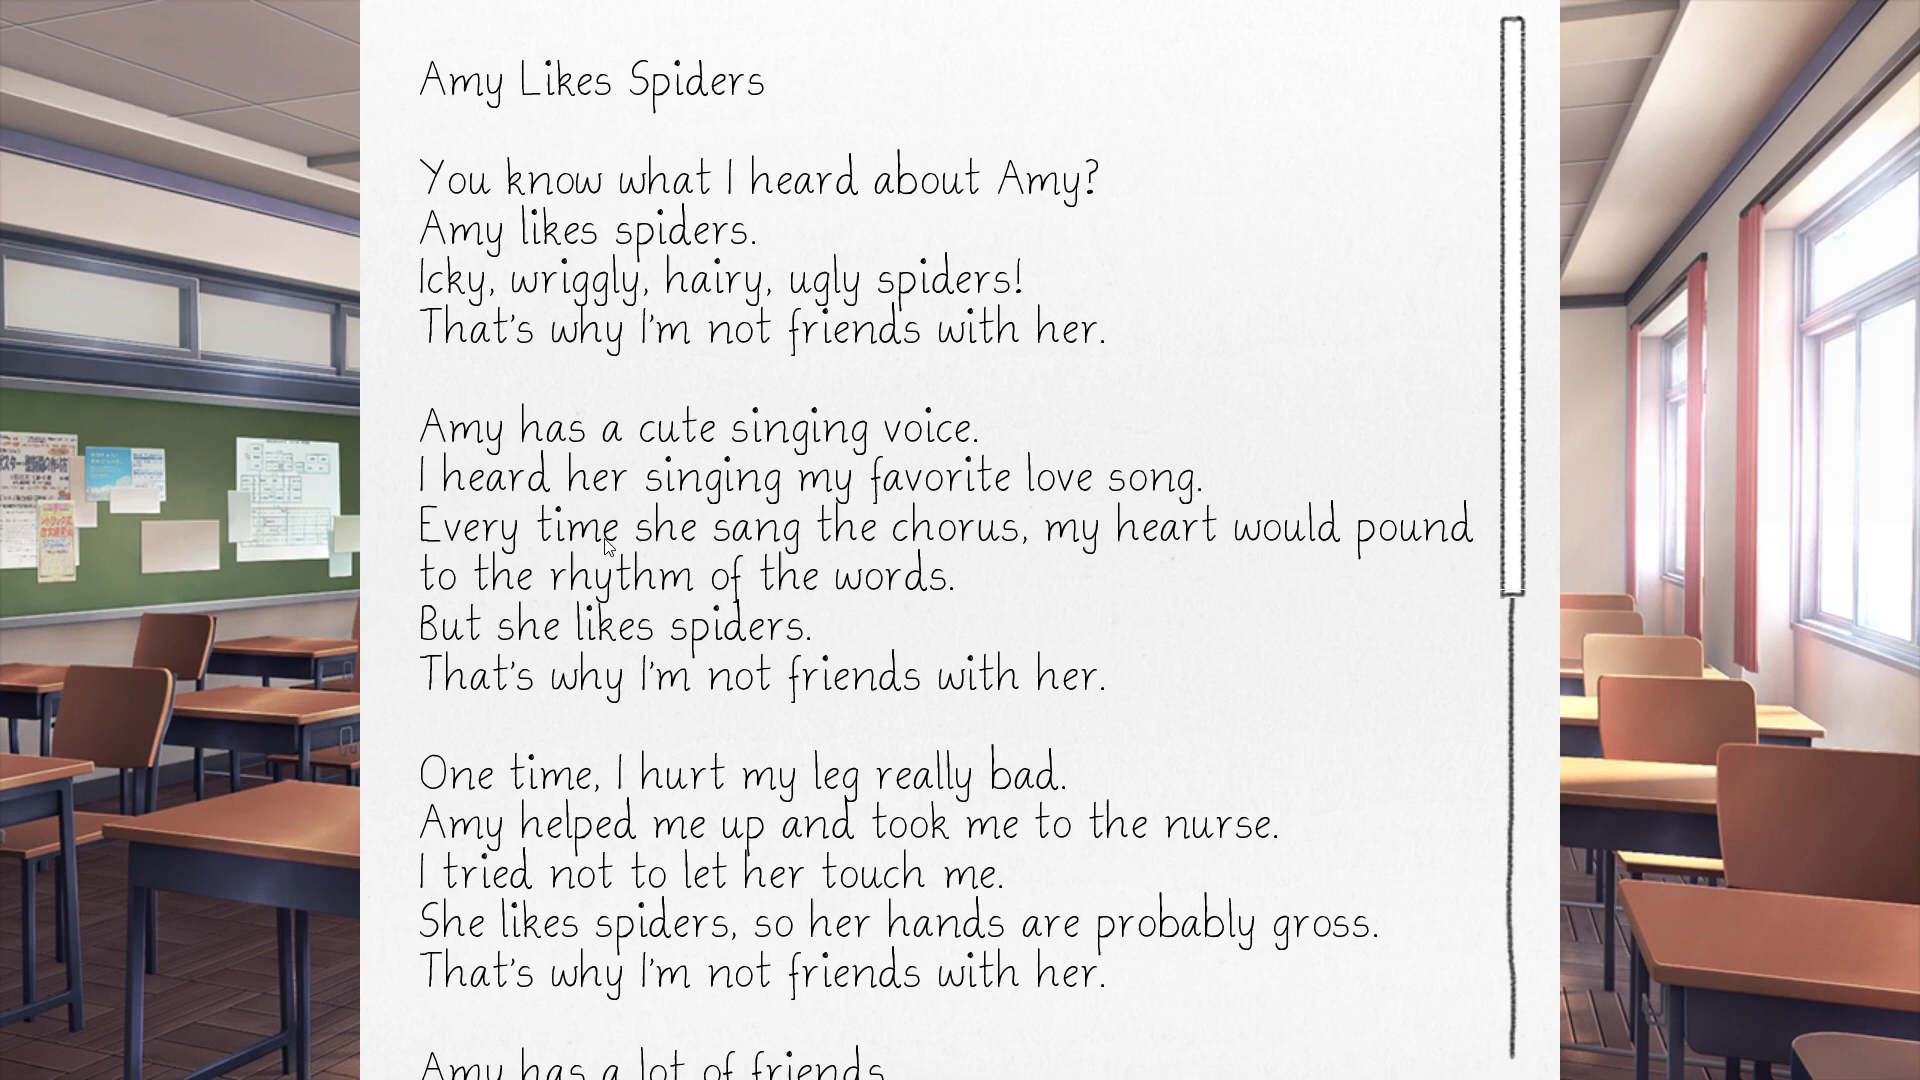 Amy Likes Spiders
You know what I heard about Amy?
Amy likes spiders.
Icky, wriggly, hairy, ugly spiders!
That's why I'm not friends with her.
Amy has a cute singing voice.
I heard her singing my favorite love song.
Every time she sang the chorus, my heart would pound
to the rhythm of the words.
But she likes spiders.
That's why I'm not friends with her.
One time, I hurt my leg really bad.
Amy helped me up and took me to the nurse.
I tried not to let her touch me.
She likes spiders, so her hands are probably gross.
That's why I'm not friends with her.
Amy has a lot of friends